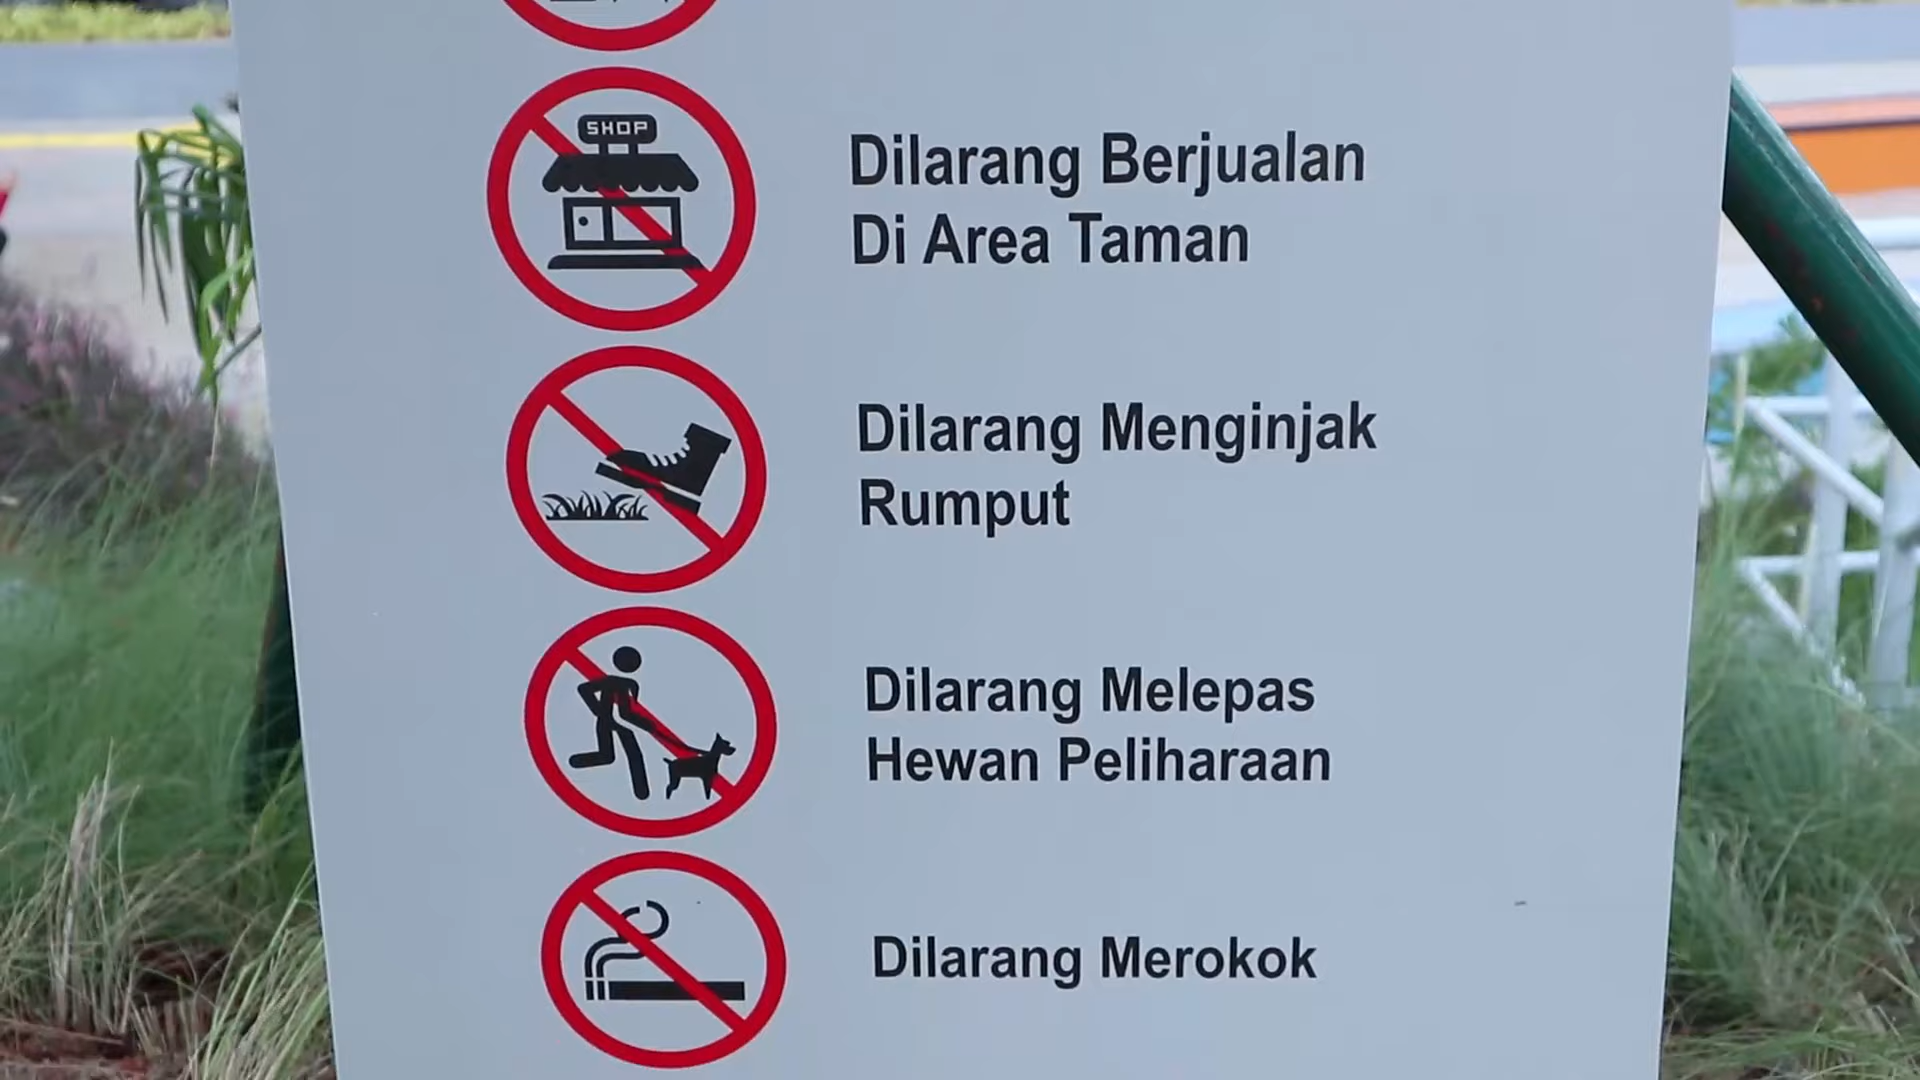 SHOP
Dilarang Berjualan
Di Area Taman
Dilarang Menginjak
Rumput
Dilarang Melepas
Hewan Peliharaan
Dilarang Merokok